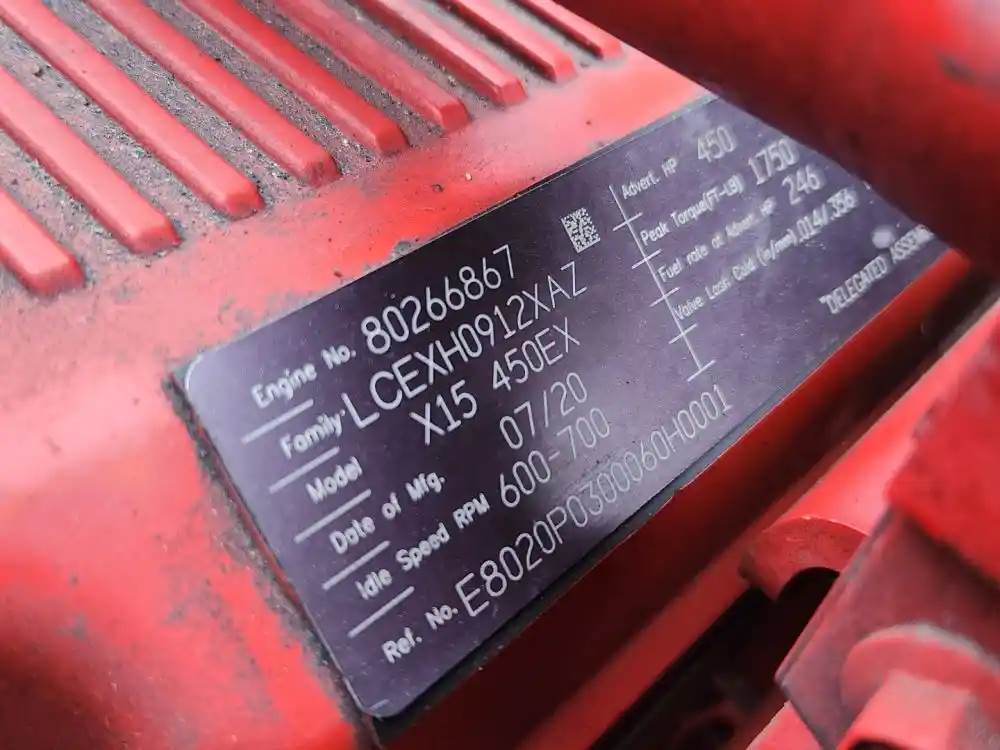 Engine No. 80266867
Family LCEXH0912XAZ
Model X15 450EX
Date of Mfg. 07/20
Idle Speed RPM 600-700
Ref. No. E8020P0300060H0001
Advert. HP 450
Peak Torque(FT-LB) 1750
Fuel rate at Advert. HP 246
Valve Lash Cold (in/mm) .014/.356
"DELEGATED